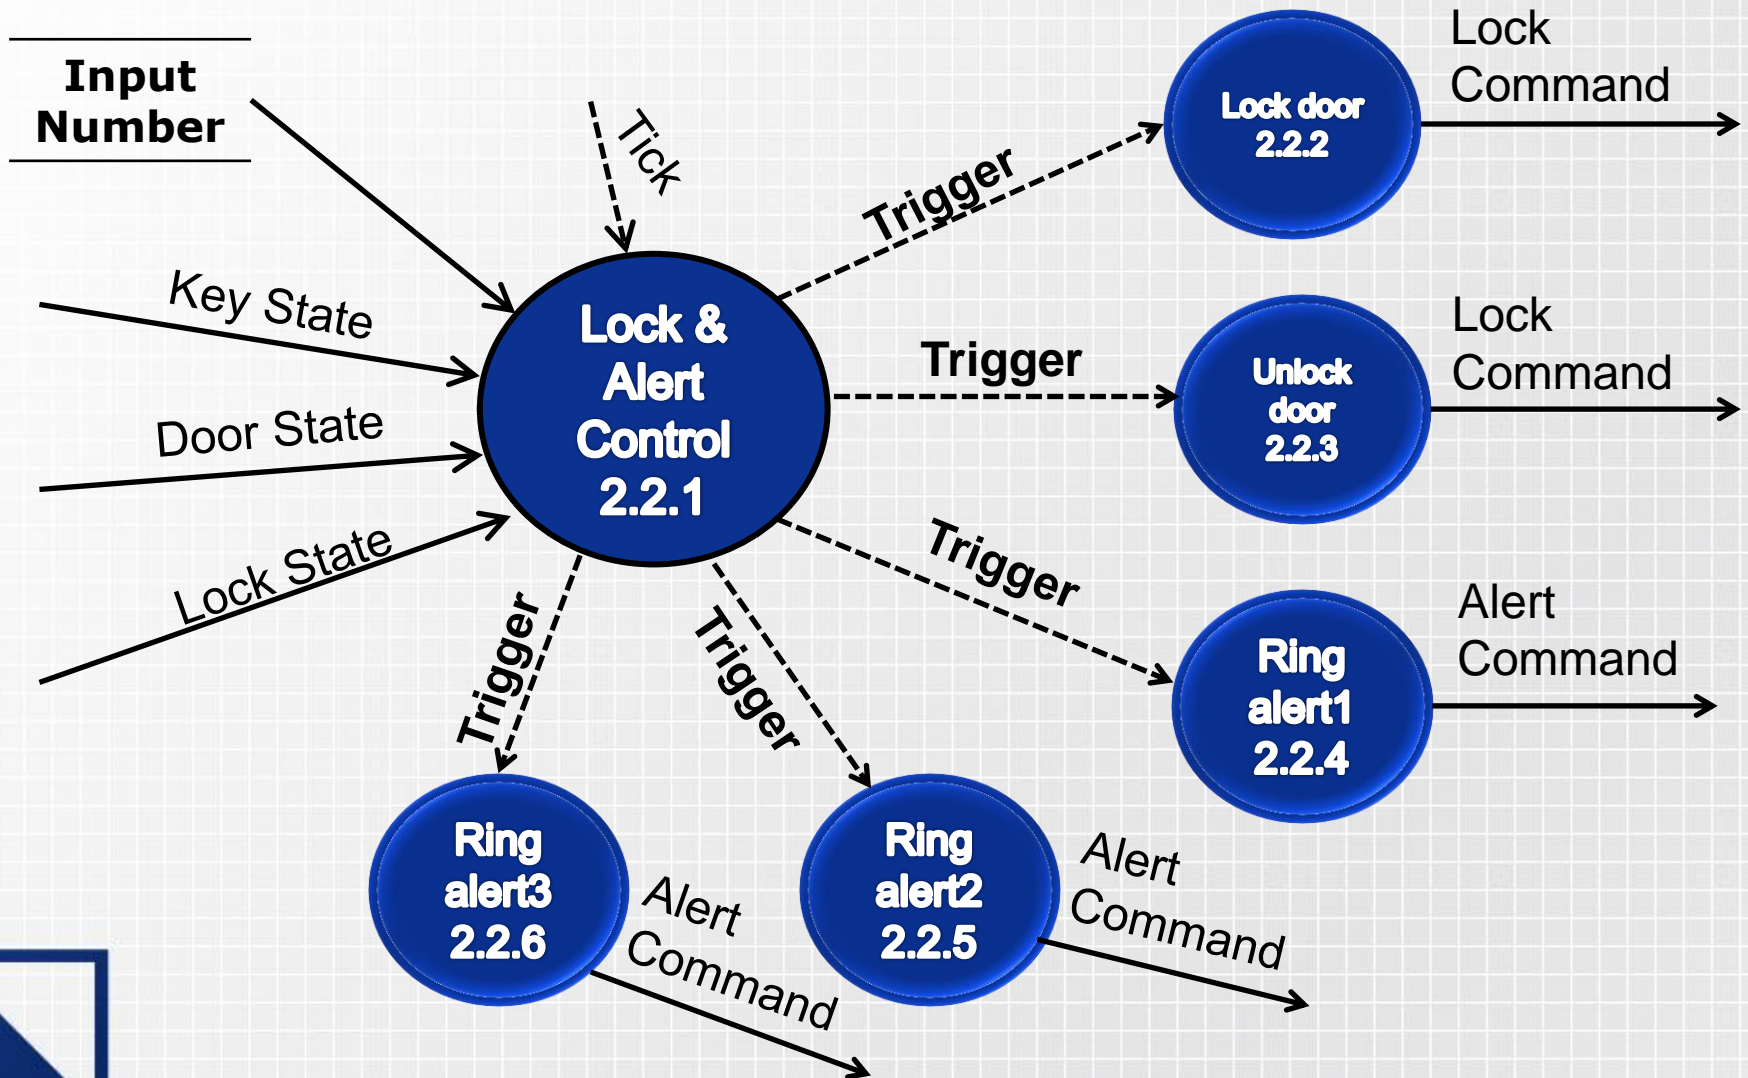 Input
Number
Tick
Key State
Door State
Lock State
Lock &
Alert
Control
2.2.1
Trigger
Lock door
2.2.2
Lock
Command
Trigger
Unlock
door
2.2.3
Lock
Command
Trigger
Ring
alert1
2.2.4
Alert
Command
Trigger
Ring
alert2
2.2.5
Alert
Command
Trigger
Ring
alert3
2.2.6
Alert
Command